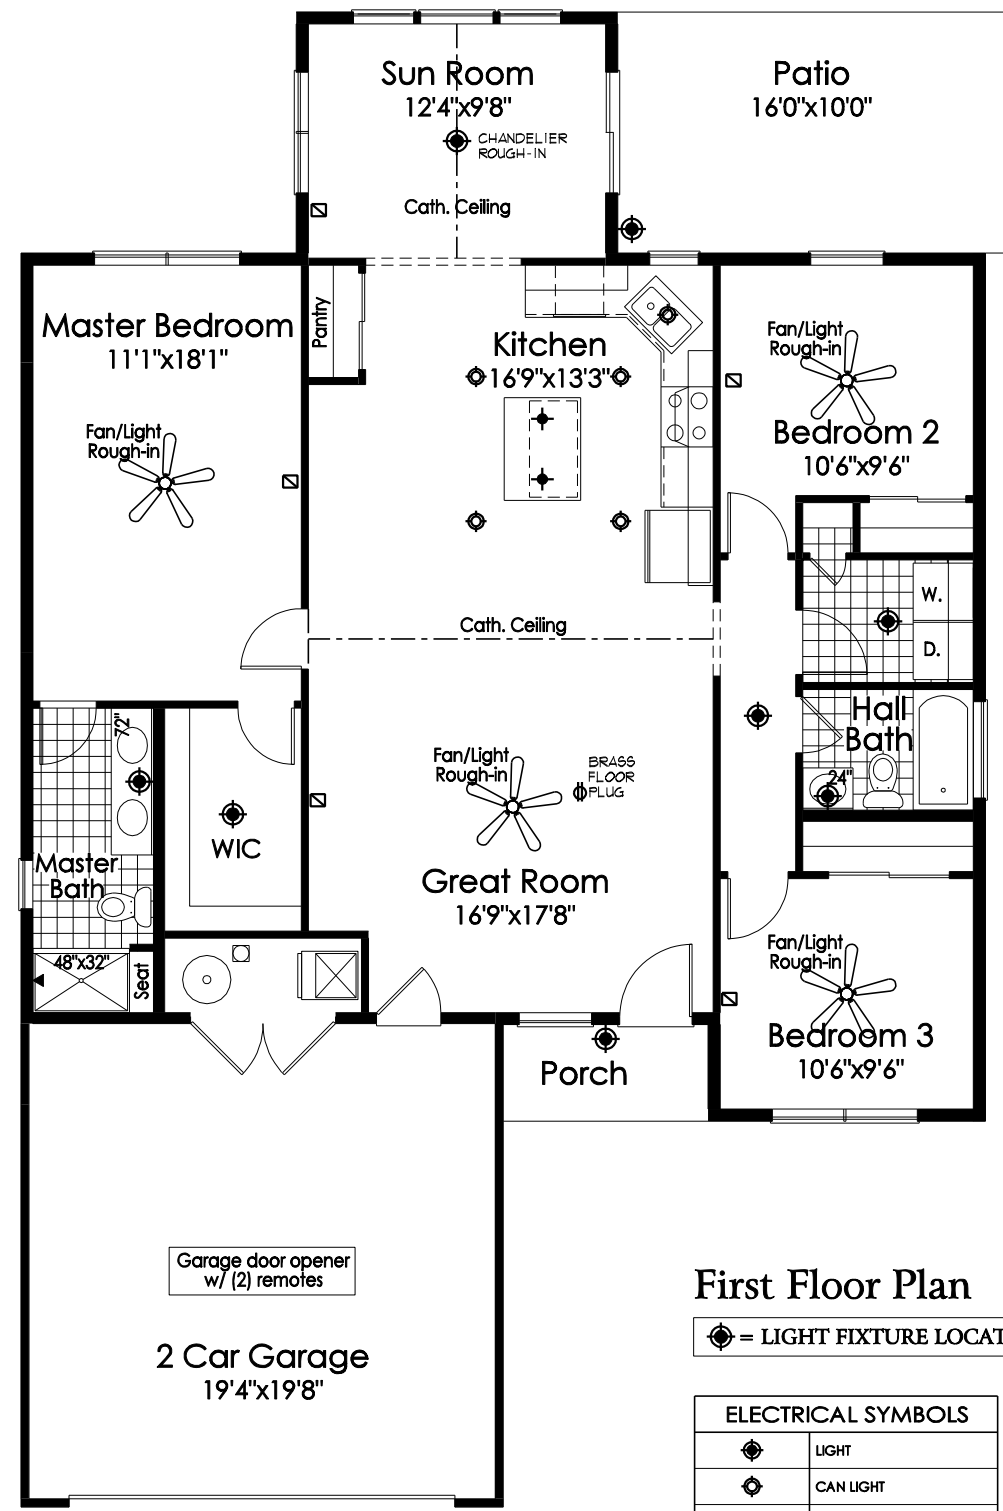 Sun Room
12'4"x9'8"
CHANDELIER
ROUGH-IN
Cath. Ceiling
Patio
16'0"x10'0"
Master Bedroom
11'1"x18'1"
Fan/Light
Rough-in
Pantry
Kitchen
16'9"x13'3"
Fan/Light
Rough-in
Bedroom 2
10'6"x9'6"
Cath. Ceiling
W.
D.
Hall
Bath
24"
72"
WIC
Master
Bath
48"x32"
Seat
Fan/Light
Rough-in
BRASS
FLOOR
PLUG
Great Room
16'9"x17'8"
Fan/Light
Rough-in
Bedroom 3
10'6"x9'6"
Porch
Garage door opener
w/ (2) remotes
2 Car Garage
19'4"x19'8"
First Floor Plan
= LIGHT FIXTURE LOCAT
ELECTRICAL SYMBOLS
LIGHT
CAN LIGHT